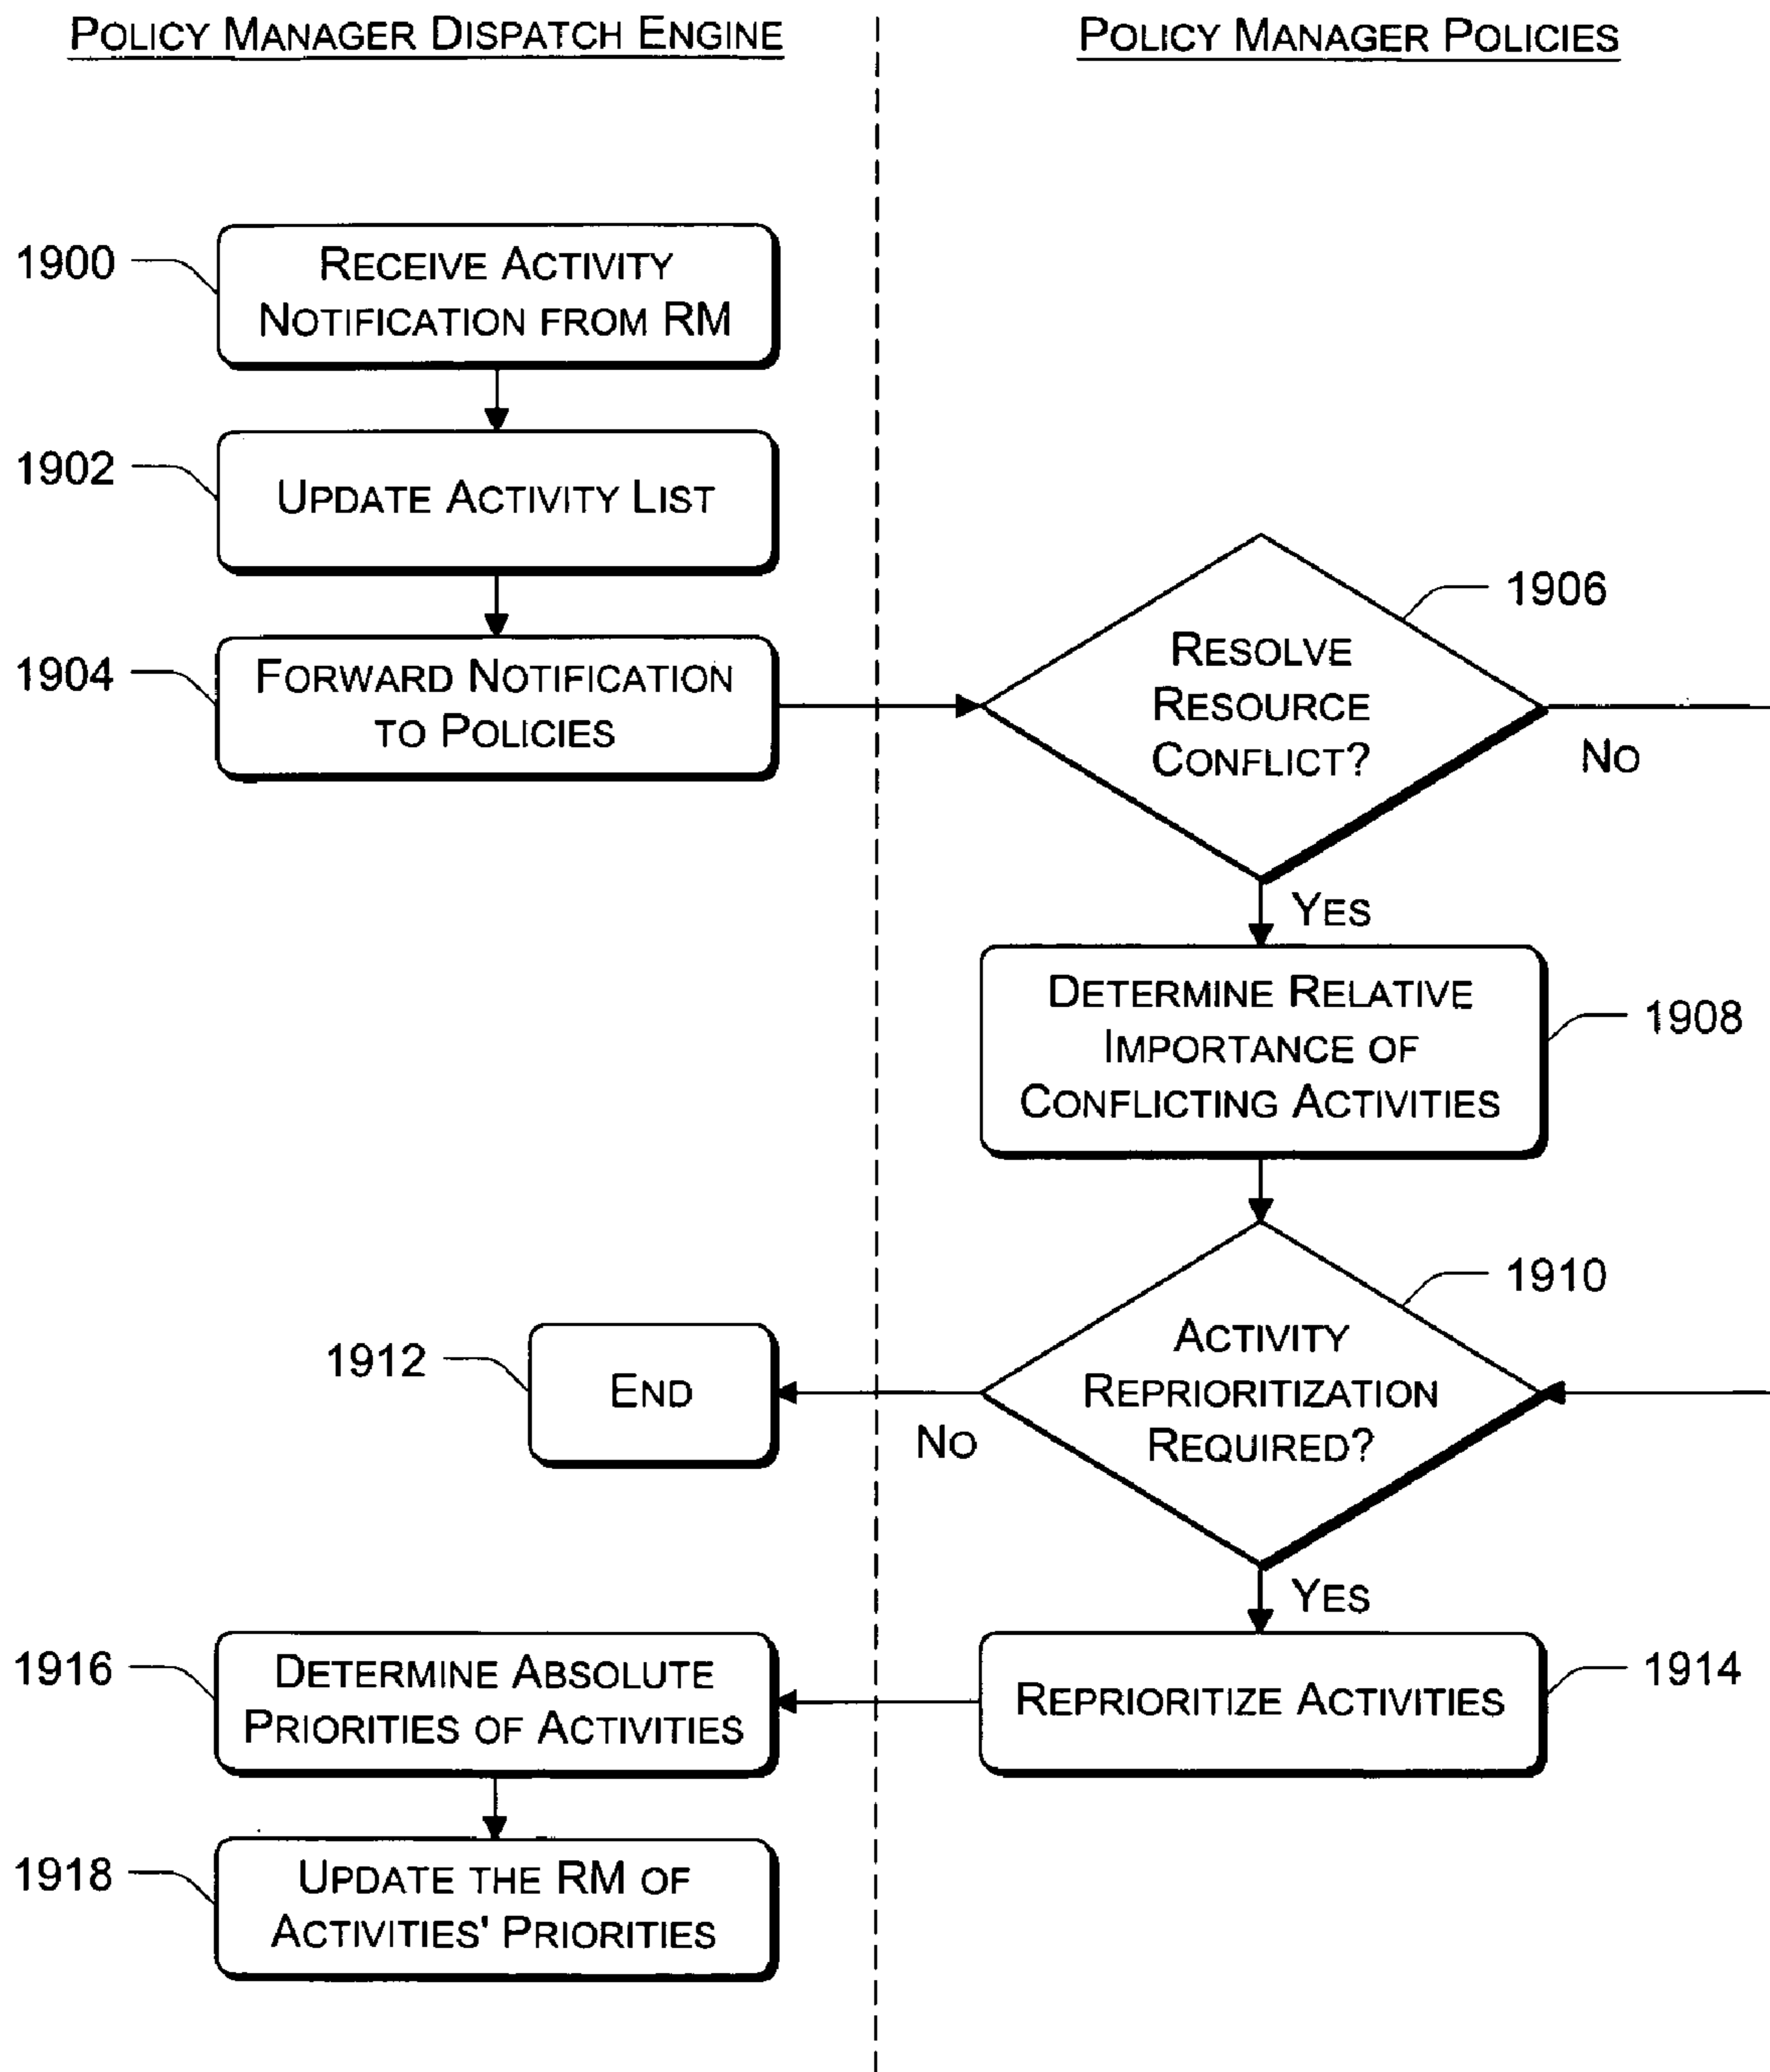 POLICY MANAGER DISPATCH ENGINE
POLICY MANAGER POLICIES
1900
RECEIVE ACTIVITY
NOTIFICATION FROM RM
1902
UPDATE ACTIVITY LIST
1904
FORWARD NOTIFICATION
TO POLICIES
1906
RESOLVE
RESOURCE
CONFLICT?
NO
YES
DETERMINE RELATIVE
IMPORTANCE OF
CONFLICTING ACTIVITIES
1908
1910
ACTIVITY
REPRIORITIZATION
REQUIRED?
1912
END
NO
YES
1914
REPRIORITIZE ACTIVITIES
1916
DETERMINE ABSOLUTE
PRIORITIES OF ACTIVITIES
1918
UPDATE THE RM OF
ACTIVITIES' PRIORITIES